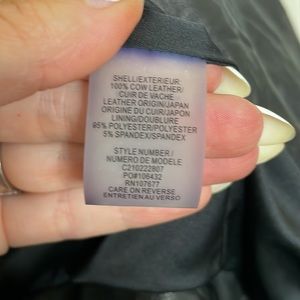 SHELL/EXTERIEUR:
100% COW LEATHER/
CUIR DE VACHE
LEATHER ORIGIN/JAPAN
ORIGINE DU CUIR/JAPON
LINING/DOUBLURE
95% POLYESTER/POLYESTER
5% SPANDEX/SPANDEX
STYLE NUMBER/
NUMERO DE MODELE
C210222807
PO#106432
RN107677
CARE ON REVERSE
ENTRETIEN AU VERSO